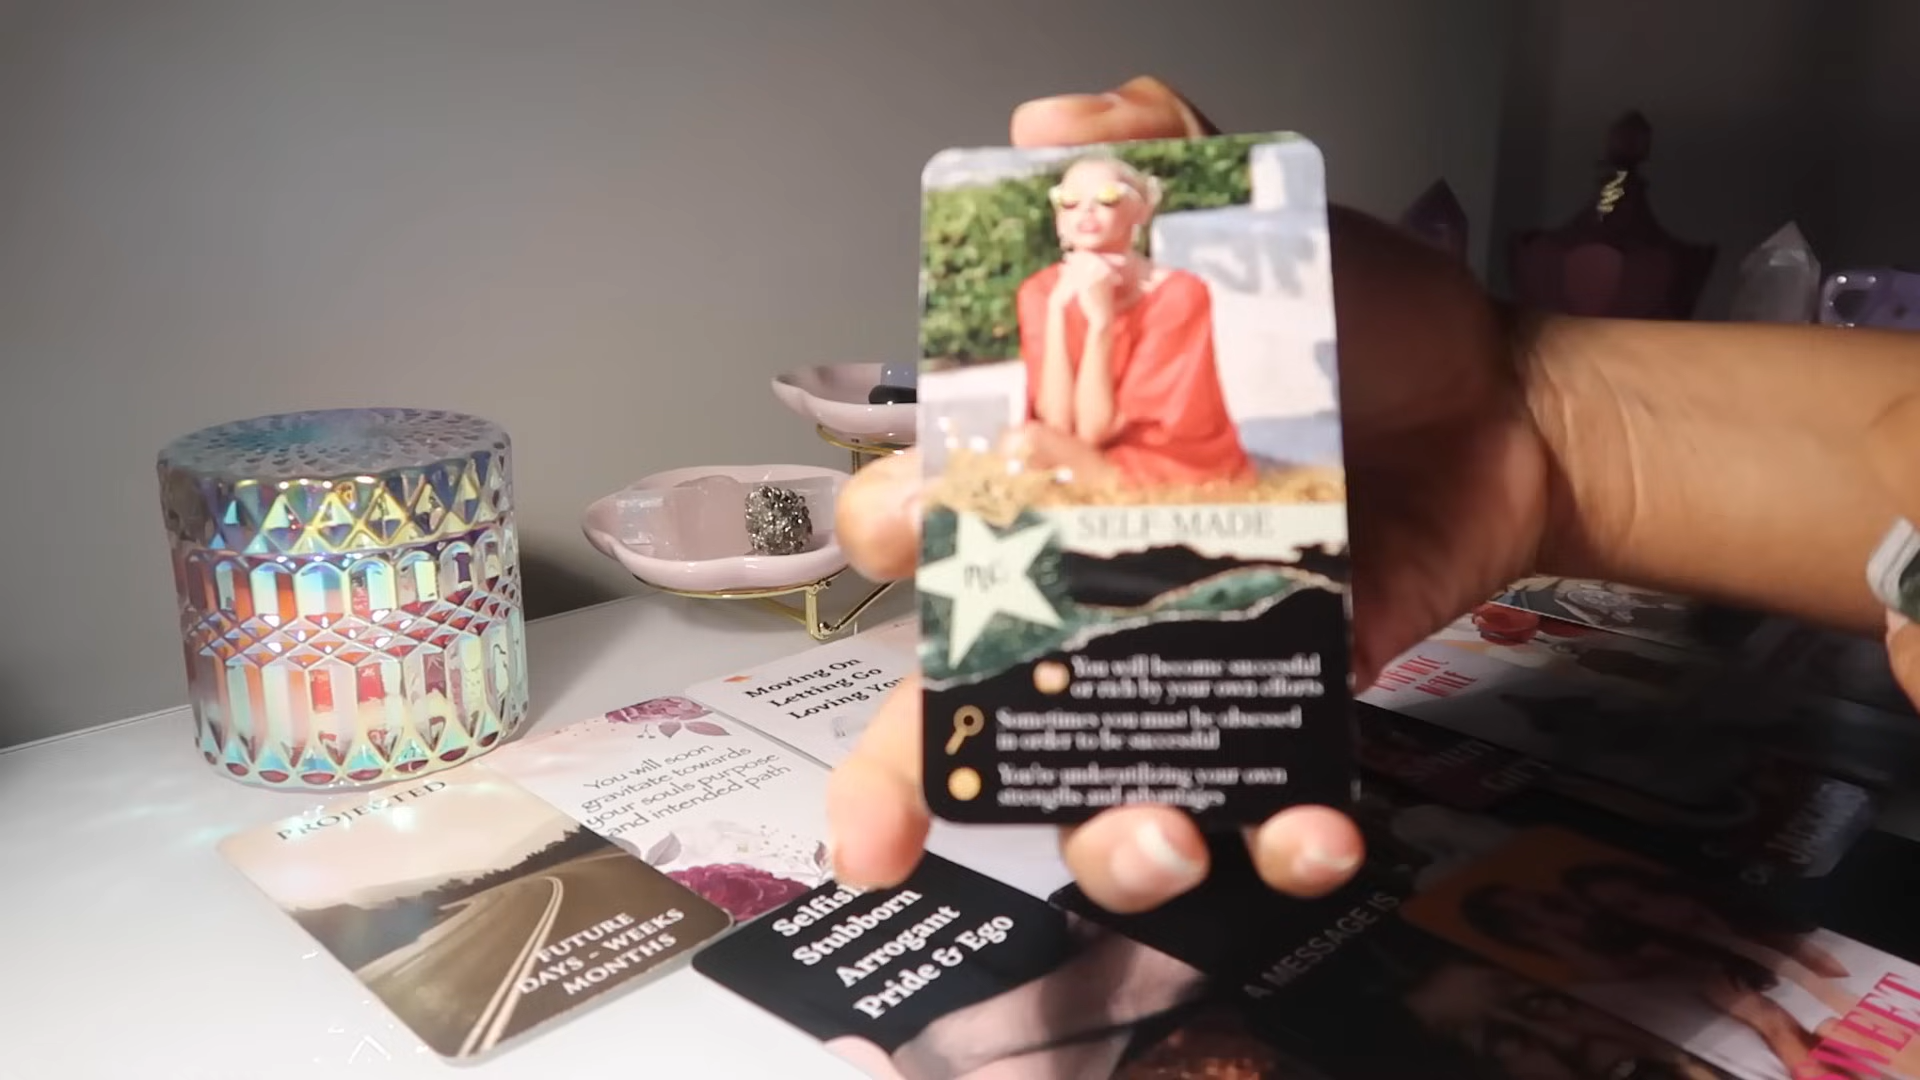 SELF MADE
You will become successful
or rich by your own efforts
Sometimes you must be obsessed
in order to be successful
You're underutilizing your own
strengths and advantages
Moving On
Letting Go
Loving You
You will soon
gravitate towards
your souls purpose
and intended path
PROJECTED
FUTURE
DAYS - WEEKS
MONTHS
Selfish
Stubborn
Arrogant
Pride & Ego
A MESSAGE IS
SWEET